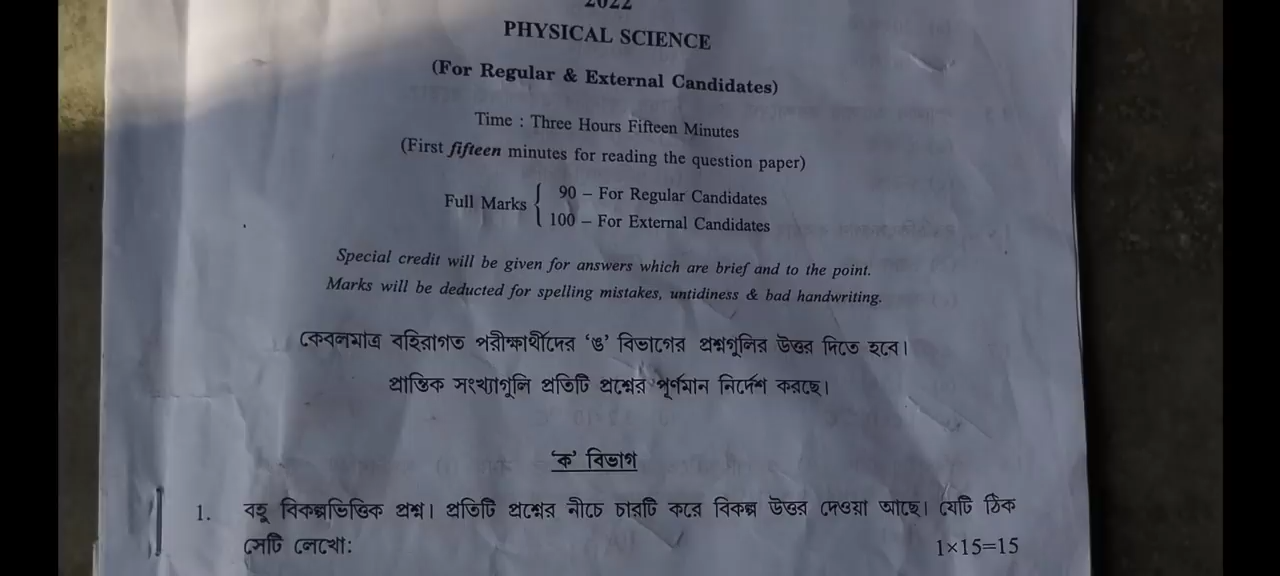 2022
PHYSICAL SCIENCE
(For Regular & External Candidates)
Time : Three Hours Fifteen Minutes
(First fifteen minutes for reading the question paper)
Full Marks { 90 – For Regular Candidates
100 – For External Candidates
Special credit will be given for answers which are brief and to the point.
Marks will be deducted for spelling mistakes, untidiness & bad handwriting.
কেবলমাত্র বহিরাগত পরীক্ষার্থীদের ‘ঙ’ বিভাগের প্রশ্নগুলির উত্তর দিতে হবে।
প্রান্তিক সংখ্যাগুলি প্রতিটি প্রশ্নের পূর্ণমান নির্দেশ করছে।
‘ক’ বিভাগ
1. বহু বিকল্পভিত্তিক প্রশ্ন। প্রতিটি প্রশ্নের নীচে চারটি করে বিকল্প উত্তর দেওয়া আছে। যেটি ঠিক
সেটি লেখো: 1×15=15